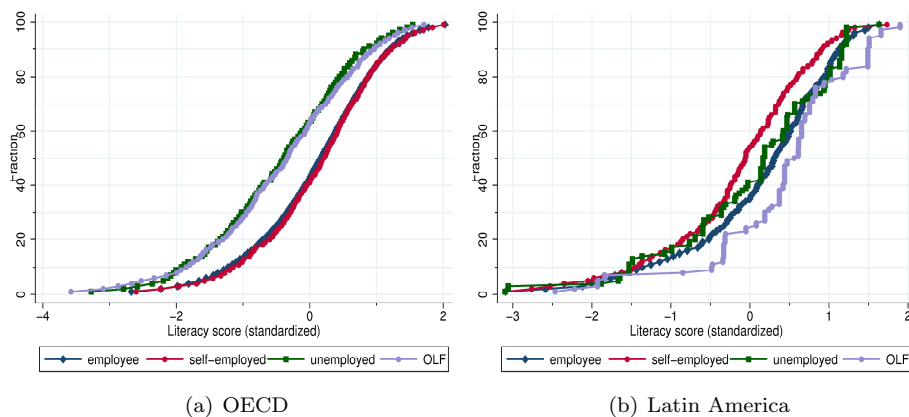 100
80
60
40
20
0
Fraction
−4
−2
0
2
Literacy score (standardized)
employee
self−employed
unemployed
OLF
(a) OECD
100
80
60
40
20
0
Fraction
−3
−2
−1
0
1
2
Literacy score (standardized)
employee
self−employed
unemployed
OLF
(b) Latin America